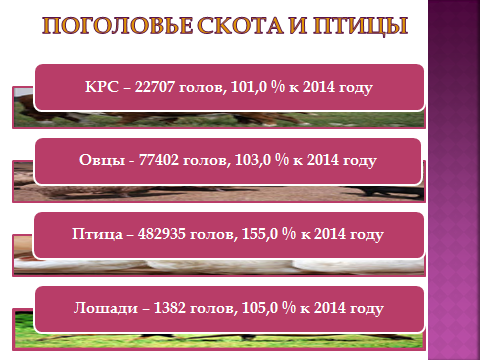 ПОГОЛОВЬЕ СКОТА И ПТИЦЫ
КРС – 22707 голов, 101,0 % к 2014 году
Овцы - 77402 голов, 103,0 % к 2014 году
Птица – 482935 голов, 155,0 % к 2014 году
Лошади – 1382 голов, 105,0 % к 2014 году